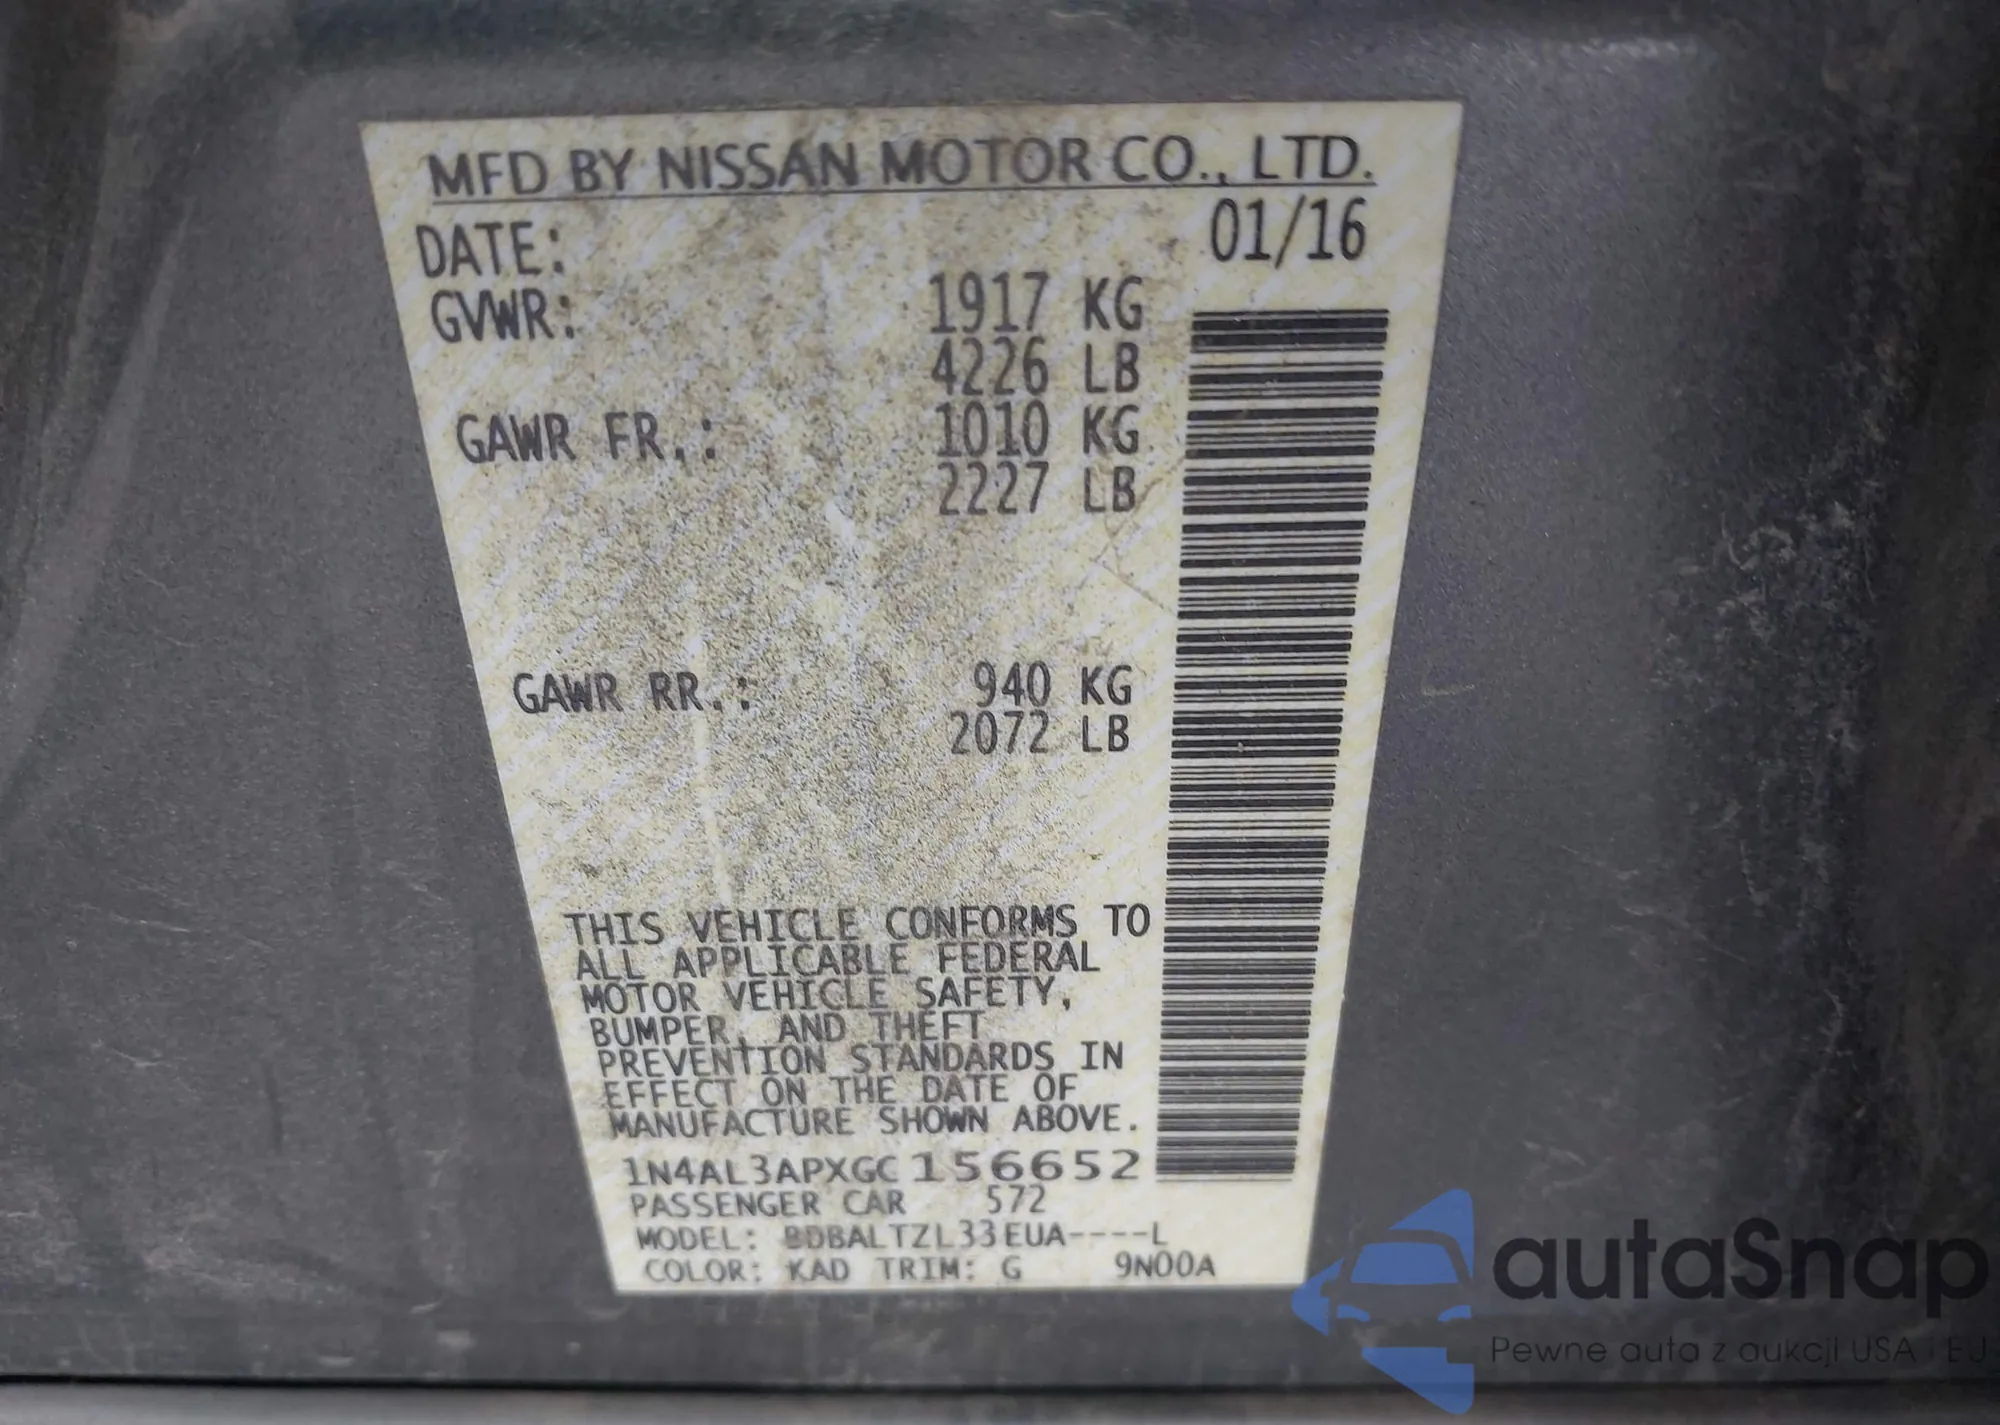 MFD BY NISSAN MOTOR CO., LTD.
DATE: 01/16
GVWR: 1917 KG
4226 LB
GAWR FR.: 1010 KG
2227 LB
GAWR RR.: 940 KG
2072 LB
THIS VEHICLE CONFORMS TO
ALL APPLICABLE FEDERAL
MOTOR VEHICLE SAFETY,
BUMPER, AND THEFT
PREVENTION STANDARDS IN
EFFECT ON THE DATE OF
MANUFACTURE SHOWN ABOVE.
1N4AL3APXGC156652
PASSENGER CAR 572
MODEL: BDBALTZL33EUA----L
COLOR: KAD TRIM: G 9N00A
autaSnap
Pewne auta z aukcji USA i EU